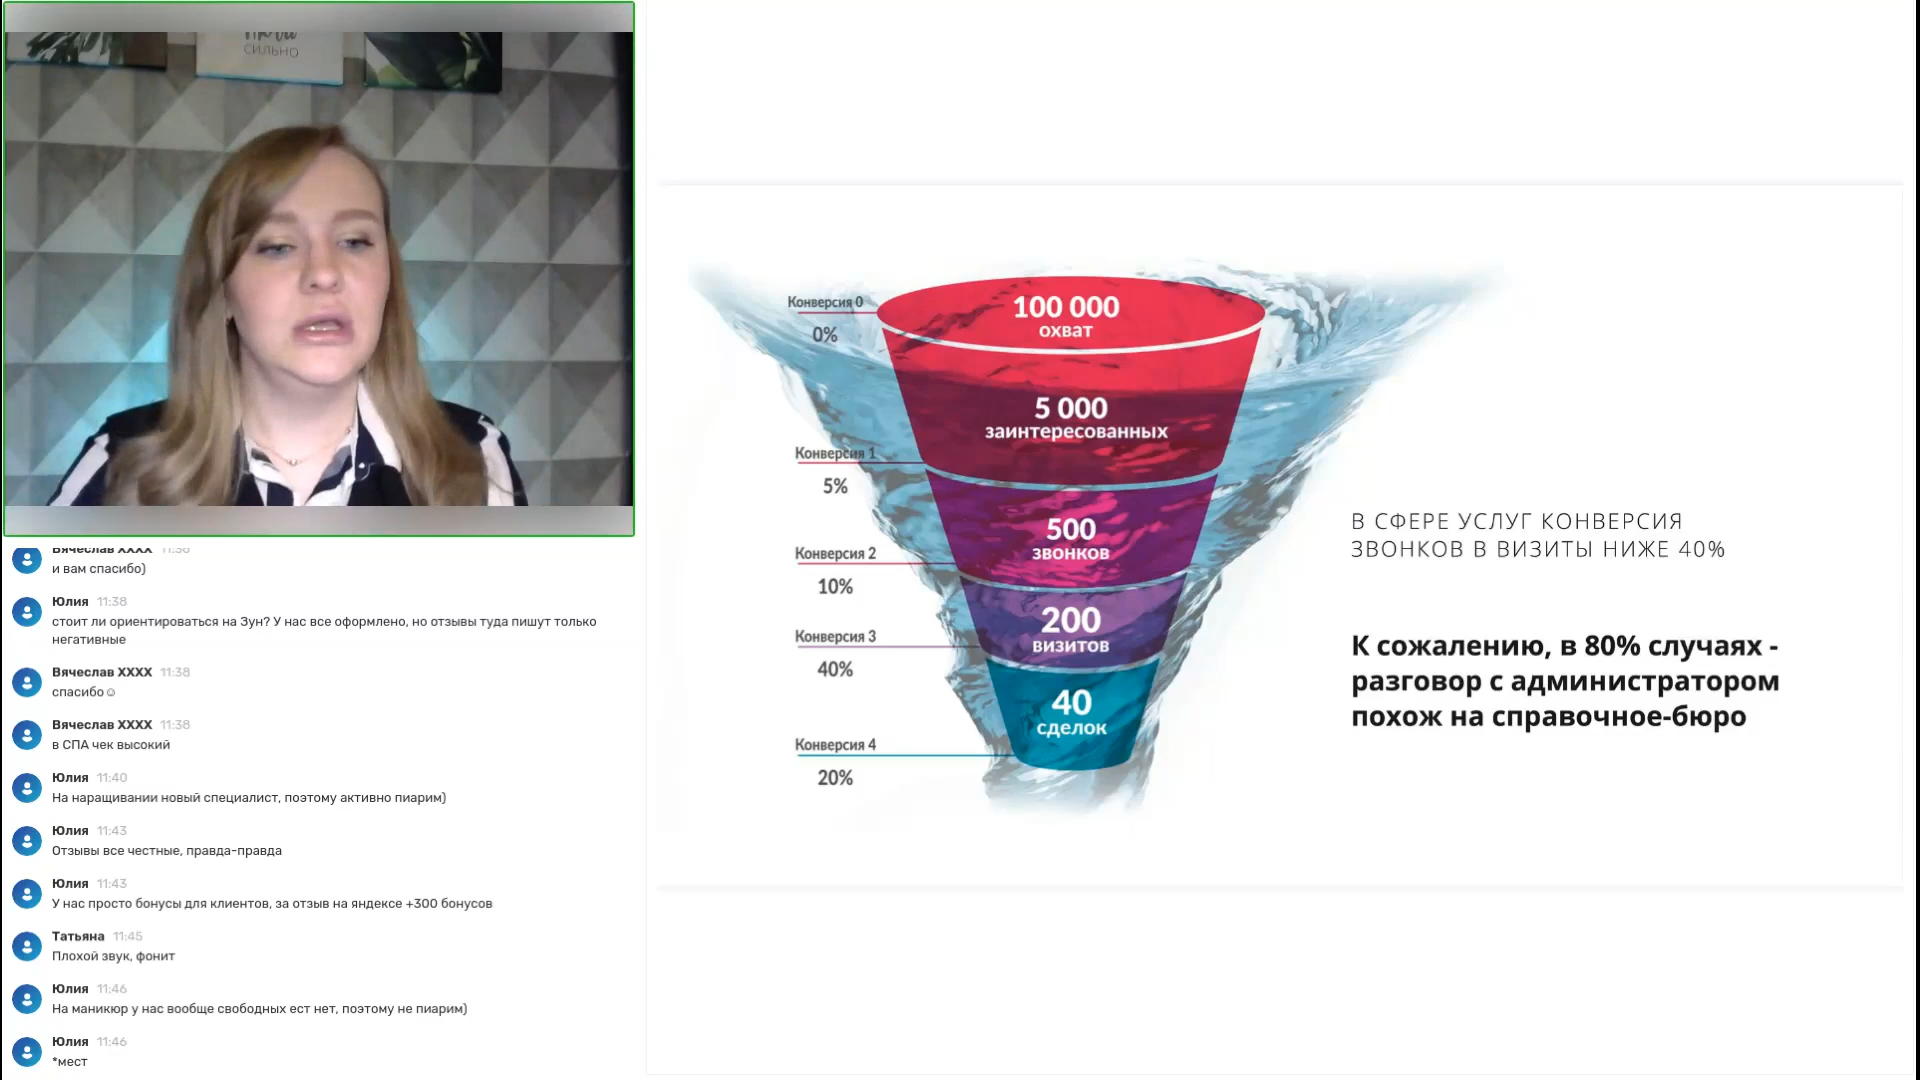 СИЛЬНО
Вячеслав XXXX 11:36
и вам спасибо)
Юлия 11:38
стоит ли ориентироваться на Зун? У нас все оформлено, но отзывы туда пишут только
негативные
Вячеслав XXXX 11:38
спасибо☺
Вячеслав XXXX 11:38
в СПА чек высокий
Юлия 11:40
На наращивании новый специалист, поэтому активно пиарим)
Юлия 11:43
Отзывы все честные, правда-правда
Юлия 11:43
У нас просто бонусы для клиентов, за отзыв на яндексе +300 бонусов
Татьяна 11:45
Плохой звук, фонит
Юлия 11:46
На маникюр у нас вообще свободных ест нет, поэтому не пиарим)
Юлия 11:46
*мест
Конверсия 0
0%
100 000
охват
5 000
заинтересованных
Конверсия 1
5%
500
звонков
Конверсия 2
10%
200
визитов
Конверсия 3
40%
40
сделок
Конверсия 4
20%
В СФЕРЕ УСЛУГ КОНВЕРСИЯ
ЗВОНКОВ В ВИЗИТЫ НИЖЕ 40%
К сожалению, в 80% случаях -
разговор с администратором
похож на справочное-бюро